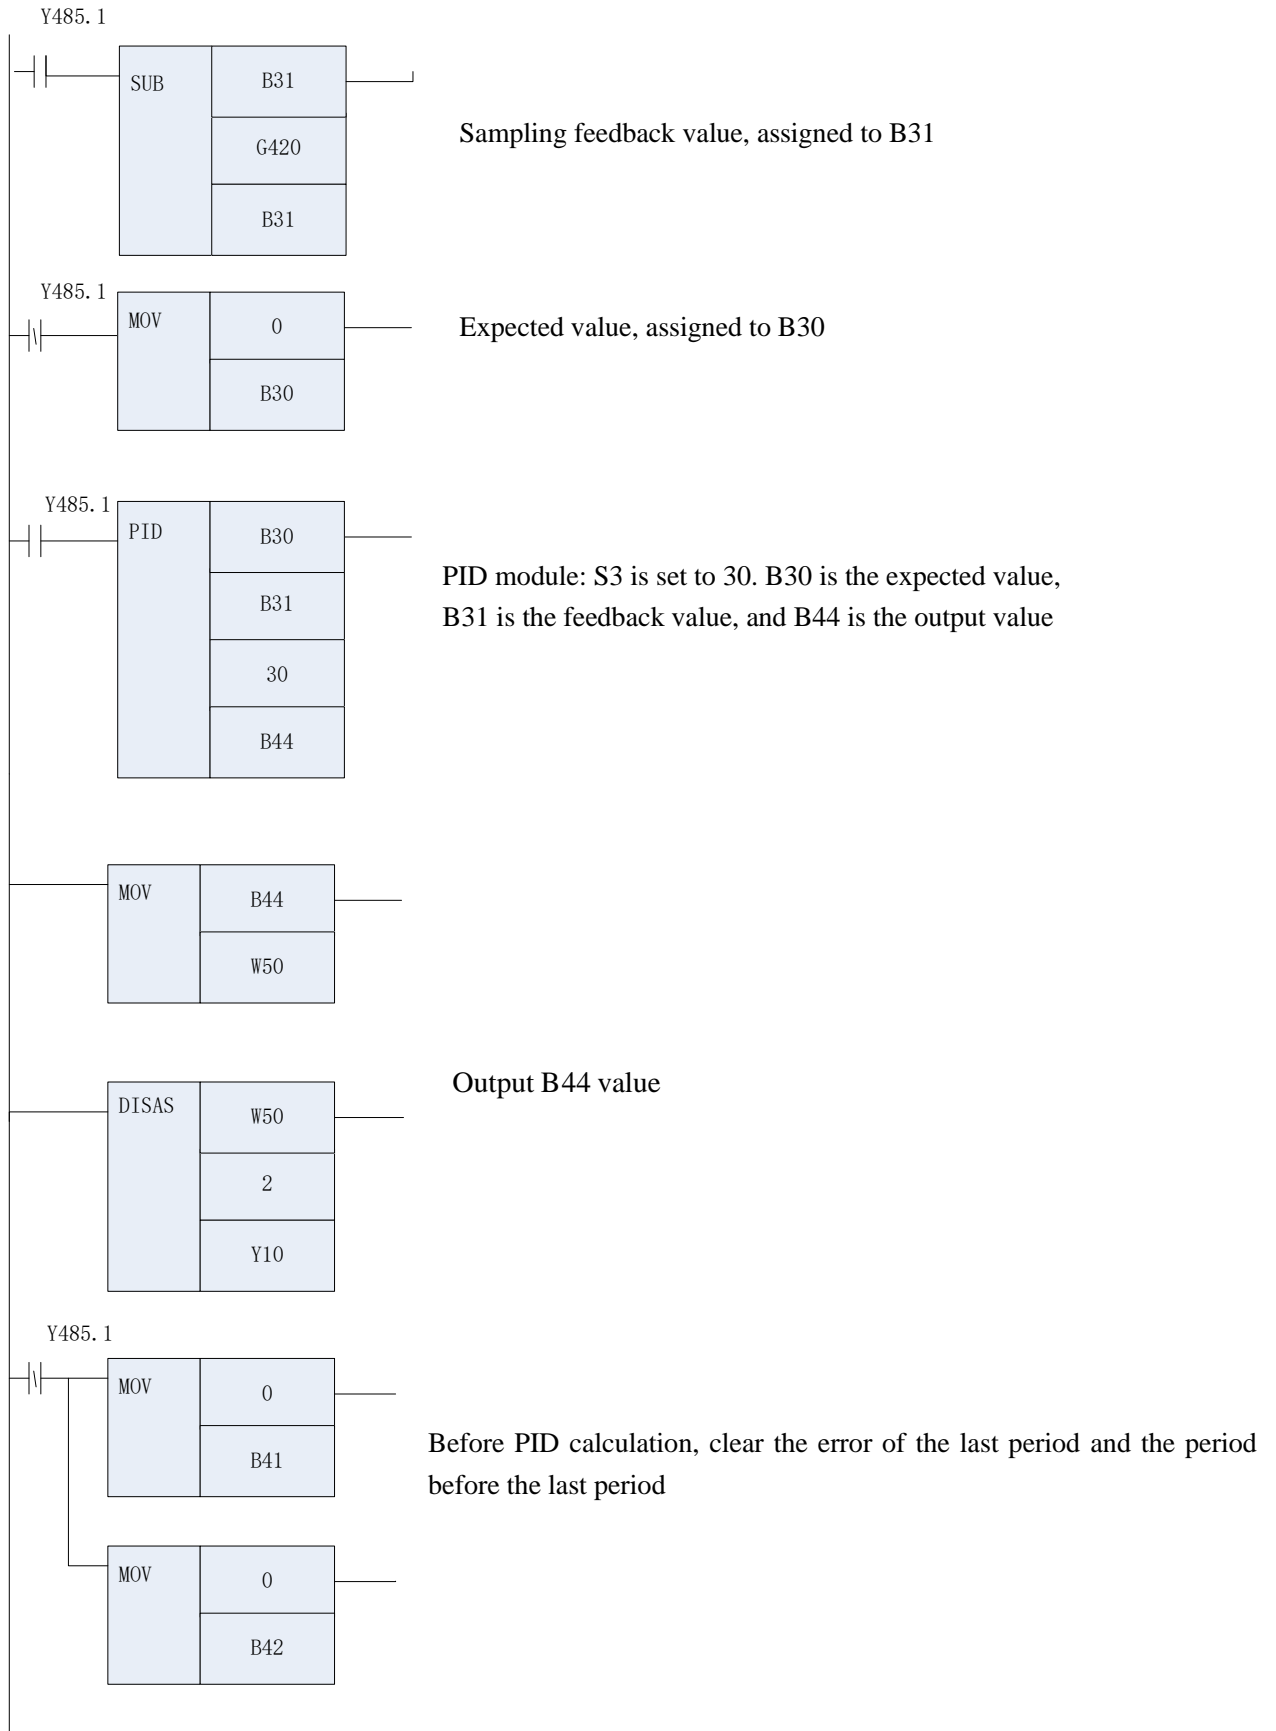 Y485.1
SUB
B31
G420
B31
Sampling feedback value, assigned to B31
Y485.1
MOV
0
B30
Expected value, assigned to B30
Y485.1
PID
B30
B31
30
B44
PID module: S3 is set to 30. B30 is the expected value,
B31 is the feedback value, and B44 is the output value
MOV
B44
W50
DISAS
W50
2
Y10
Output B44 value
Y485.1
MOV
0
B41
Before PID calculation, clear the error of the last period and the period
before the last period
MOV
0
B42